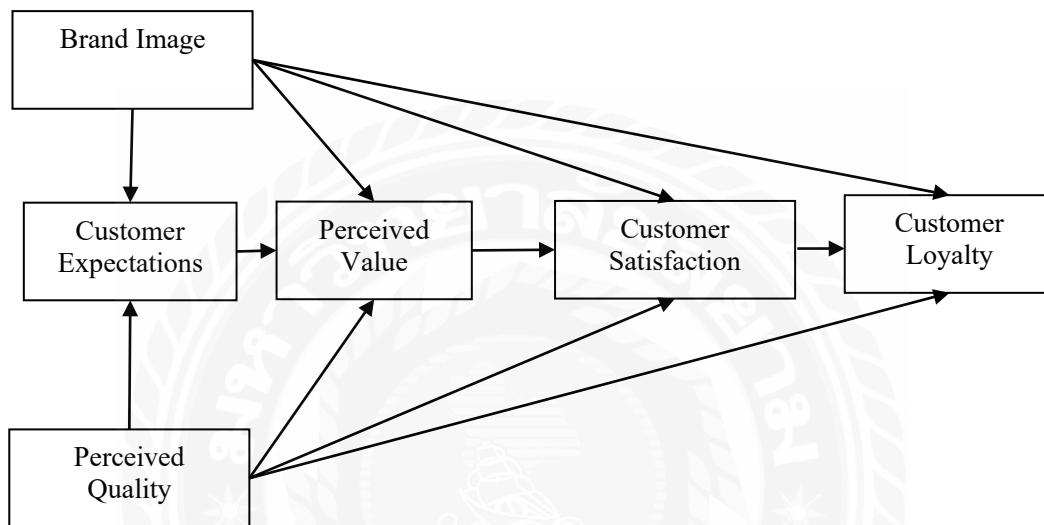 Brand Image
Customer
Expectations
Perceived
Value
Customer
Satisfaction
Customer
Loyalty
Perceived
Quality